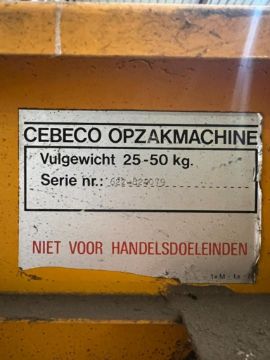 CEBECO OPZAKMACHINE
Vulgewicht 25-50 kg.
Serie nr.:
NIET VOOR HANDELSDOELEINDEN